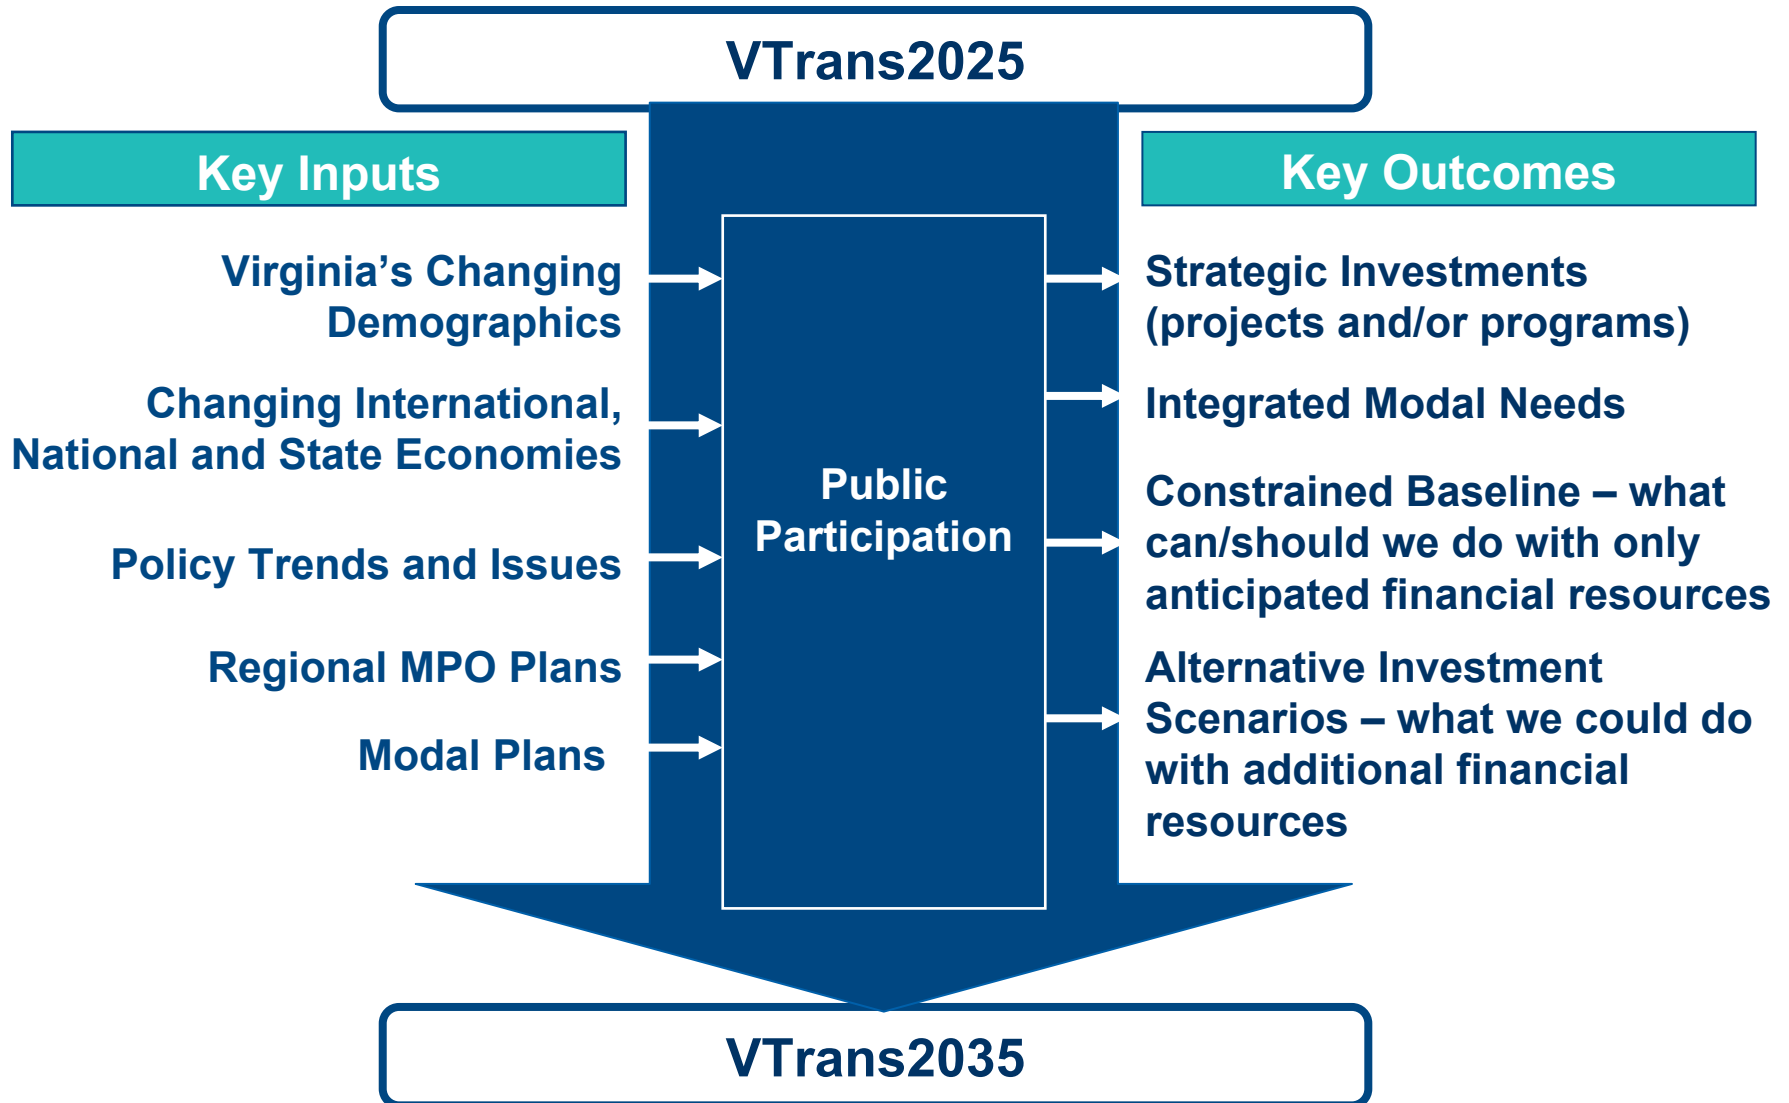 VTrans2025
Key Inputs
Virginia’s Changing
Demographics
Changing International,
National and State Economies
Policy Trends and Issues
Regional MPO Plans
Modal Plans
Public
Participation
Key Outcomes
Strategic Investments
(projects and/or programs)
Integrated Modal Needs
Constrained Baseline – what
can/should we do with only
anticipated financial resources
Alternative Investment
Scenarios – what we could do
with additional financial
resources
VTrans2035